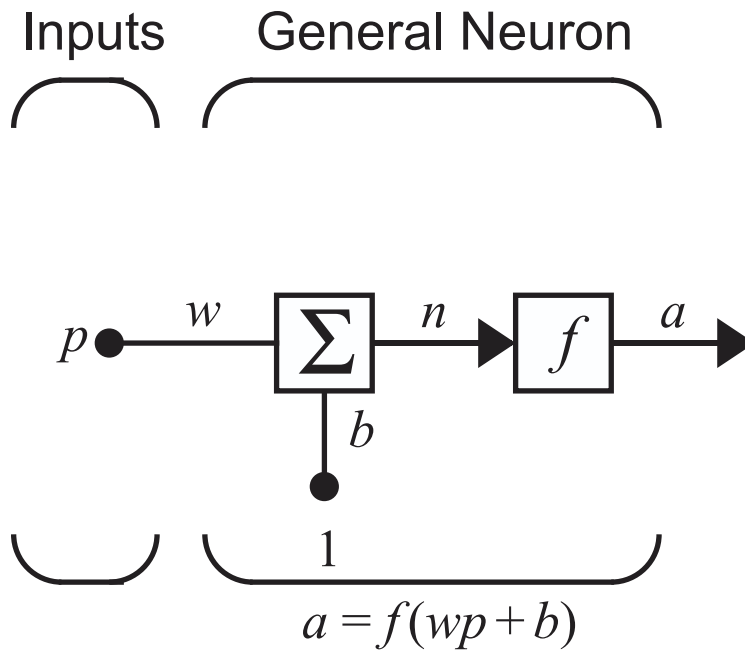 Inputs General Neuron
p w Σ n f a
b
1
a = f(wp + b)